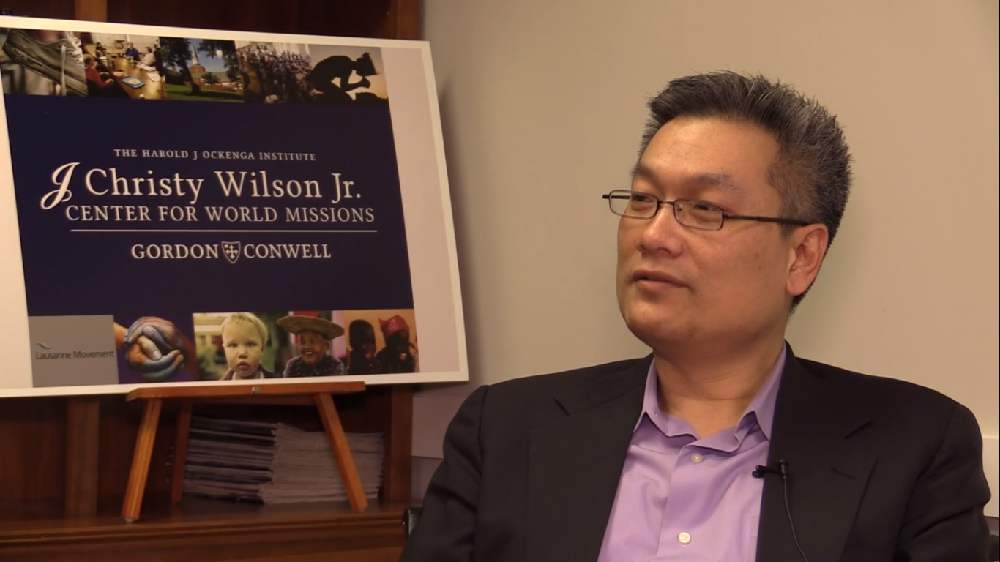 THE HAROLD J OCKENGA INSTITUTE
J Christy Wilson Jr.
CENTER FOR WORLD MISSIONS
GORDON CONWELL
Lausanne Movement